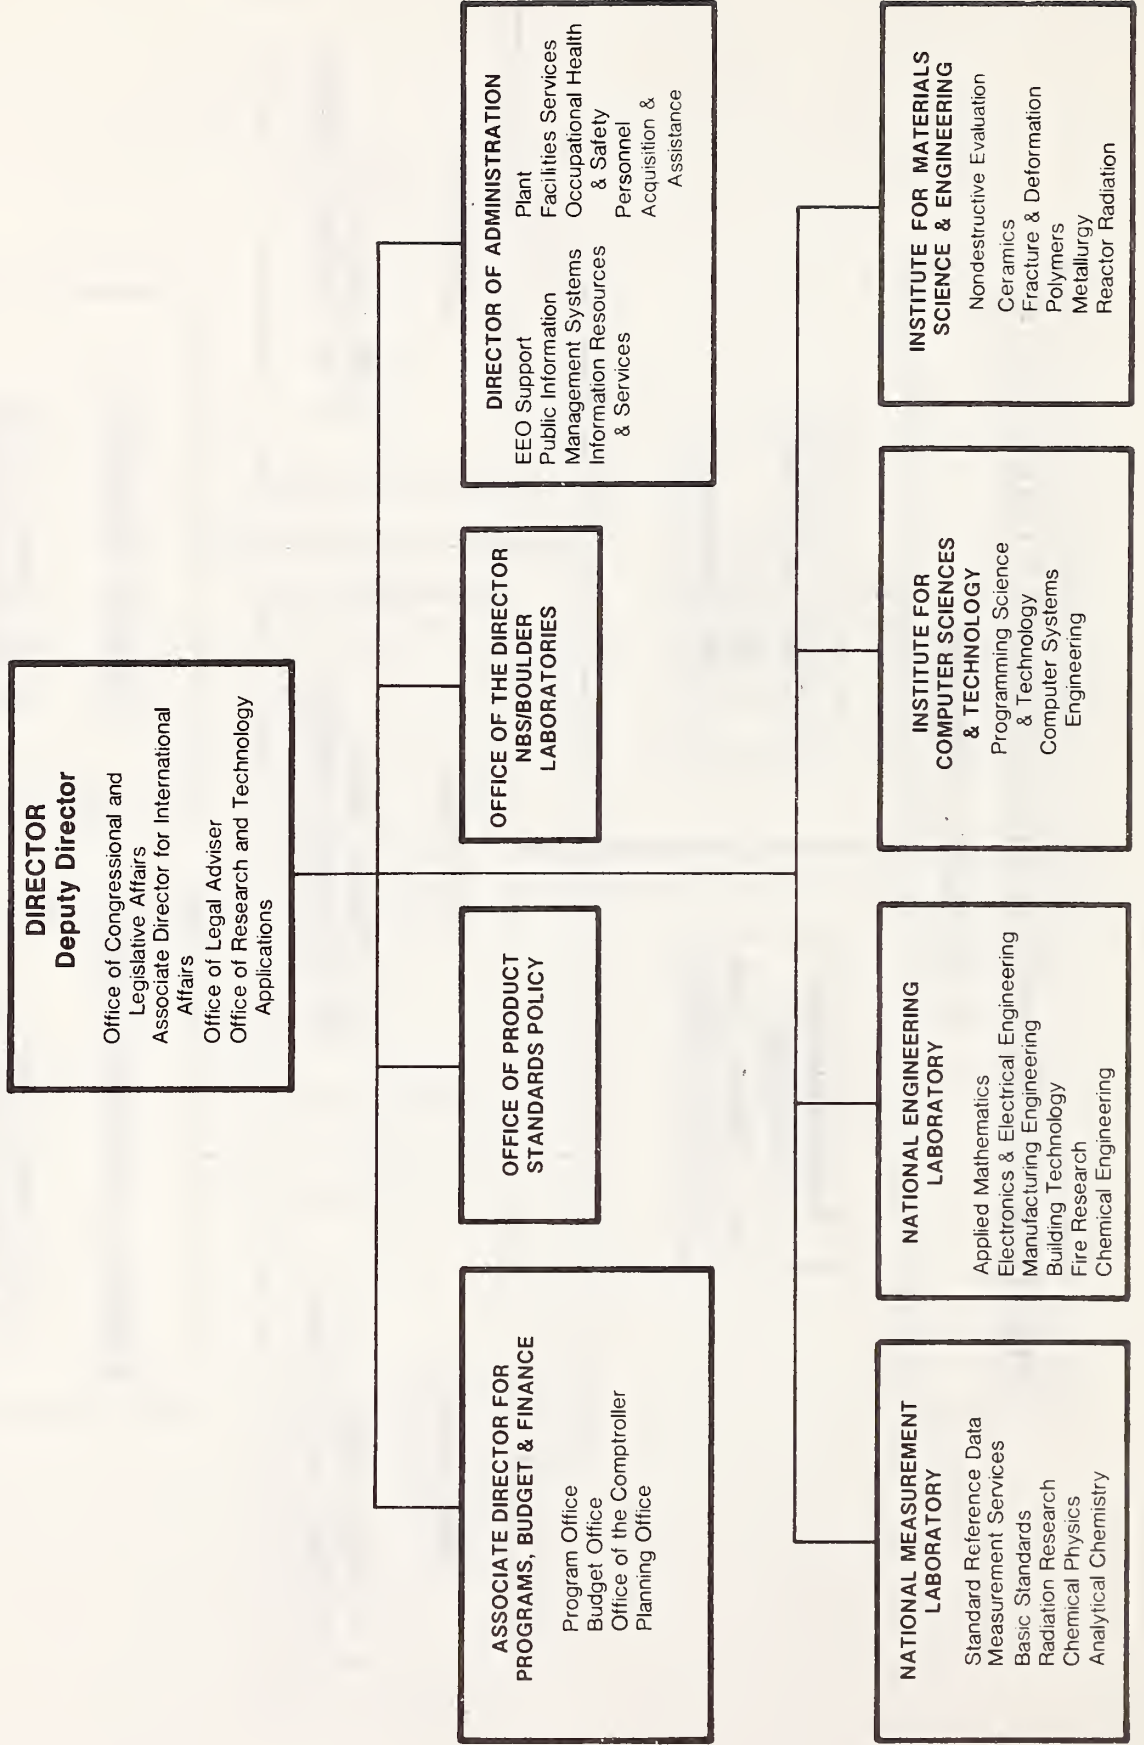 DIRECTOR
Deputy Director
Office of Congressional and
Legislative Affairs
Associate Director for International
Affairs
Office of Legal Adviser
Office of Research and Technology
Applications
ASSOCIATE DIRECTOR FOR
PROGRAMS, BUDGET & FINANCE
Program Office
Budget Office
Office of the Comptroller
Planning Office
OFFICE OF PRODUCT
STANDARDS POLICY
OFFICE OF THE DIRECTOR
NBS/BOULDER
LABORATORIES
DIRECTOR OF ADMINISTRATION
EEO Support
Public Information
Management Systems
Information Resources
& Services
Plant
Facilities Services
Occupational Health
& Safety
Personnel
Acquisition &
Assistance
NATIONAL MEASUREMENT
LABORATORY
Standard Reference Data
Measurement Services
Basic Standards
Radiation Research
Chemical Physics
Analytical Chemistry
NATIONAL ENGINEERING
LABORATORY
Applied Mathematics
Electronics & Electrical Engineering
Manufacturing Engineering
Building Technology
Fire Research
Chemical Engineering
INSTITUTE FOR
COMPUTER SCIENCES
& TECHNOLOGY
Programming Science
& Technology
Computer Systems
Engineering
INSTITUTE FOR MATERIALS
SCIENCE & ENGINEERING
Nondestructive Evaluation
Ceramics
Fracture & Deformation
Polymers
Metallurgy
Reactor Radiation